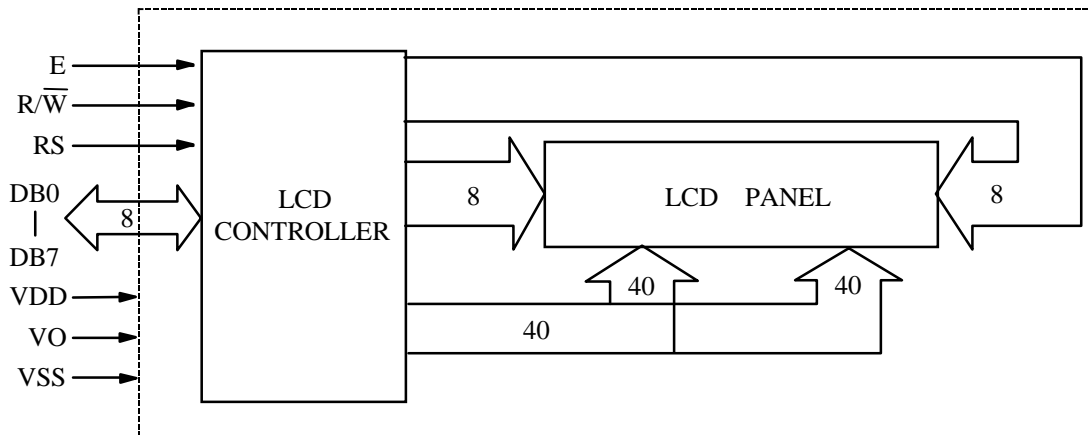 E
R/W̅
RS
DB0
DB7
VDD
VO
VSS
8
LCD
CONTROLLER
8
LCD PANEL
8
40
40
40